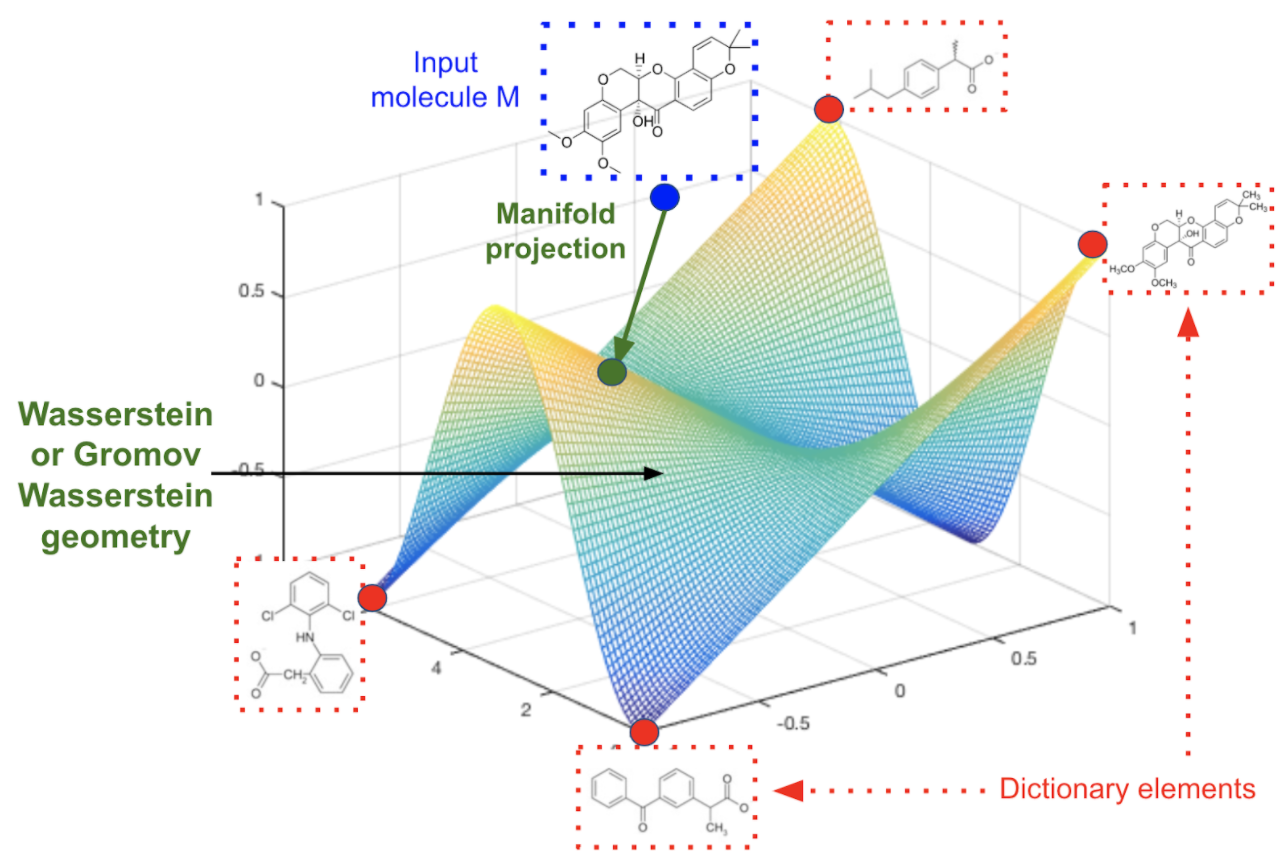 Input
molecule M
H
O
O
O
OH
O
O
O
O
O
CH₃
CH₃
H
O
O
O
OH
O
H₃CO
OCH₃
Manifold
projection
1
0.5
0
-0.5
Wasserstein
or Gromov
Wasserstein
geometry
Cl
Cl
HN
O
O
CH₂
4
2
1
0.5
0
-0.5
O
O
O
CH₃
Dictionary elements